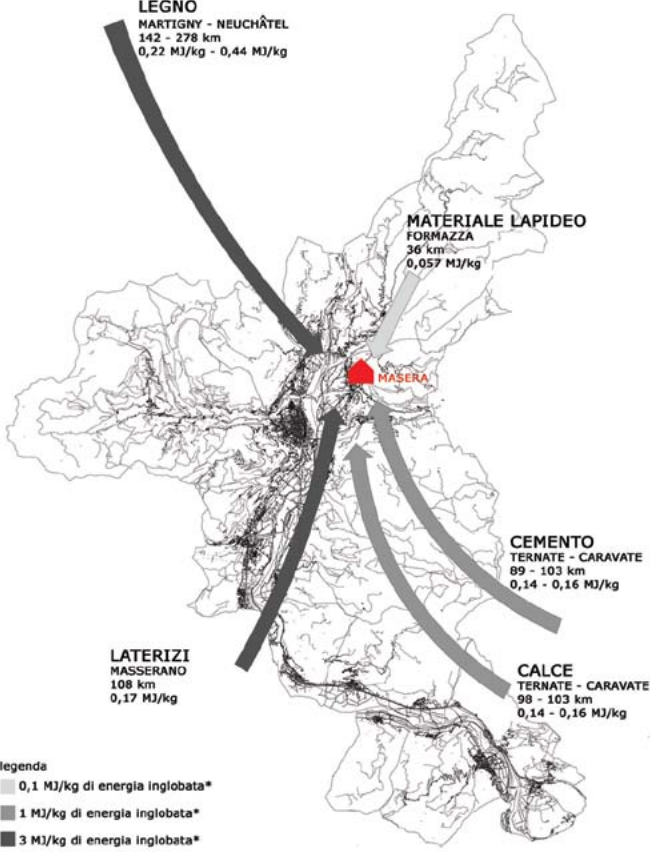 LEGNO
MARTIGNY - NEUCHÂTEL
142 - 278 km
0,22 MJ/kg - 0,44 MJ/kg
MATERIALE LAPIDEO
FORMAZZA
36 km
0,057 MJ/kg
MASERA
CEMENTO
TERNATE - CARAVATE
89 - 103 km
0,14 - 0,16 MJ/kg
LATERIZI
MASSERANO
108 km
0,17 MJ/kg
CALCE
TERNATE - CARAVATE
98 - 103 km
0,14 - 0,16 MJ/kg
legenda
0,1 MJ/kg di energia inglobata*
1 MJ/kg di energia inglobata*
3 MJ/kg di energia inglobata*